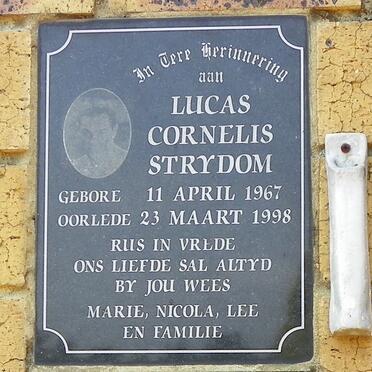 In Tere Herinnering
aan
LUCAS
CORNELIS
STRYDOM
GEBORE 11 APRIL 1967
OORLEDE 23 MAART 1998
RUS IN VREDE
ONS LIEFDE SAL ALTYD
BY JOU WEES
MARIE, NICOLA, LEE
EN FAMILIE